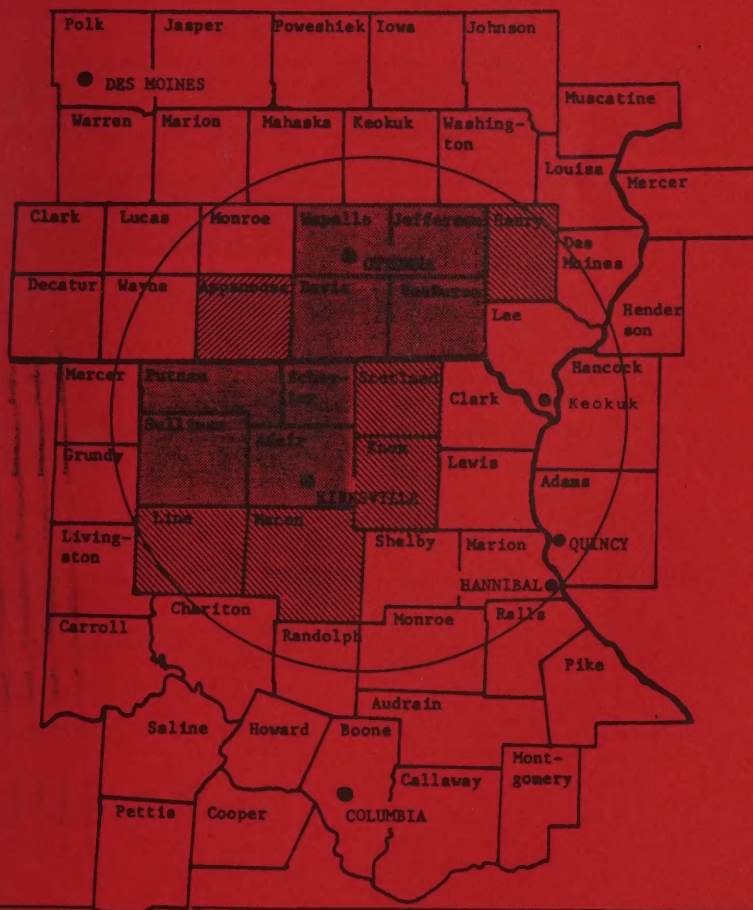 Polk Jasper Poweshiek Iowa Johnson
DES MOINES
Muscatine
Warren Marion Mahaska Keokuk Washing-
ton
Louisa
Mercer
Clark Lucas Monroe Wapello Jefferson Henry
Des
Moines
OTTUMWA
Decatur Wayne Appanoose Davis VanBuren
Lee
Hender
son
Hancock
Mercer Putnam Schuy-
ler
Scotland
Clark
Keokuk
Sullivan Adair
Knox
Grundy
Lewis
Adams
KIRKSVILLE
Linn Macon
Living-
ston
Shelby Marion
QUINCY
HANNIBAL
Chariton
Carroll
Randolph
Monroe
Ralls
Pike
Audrain
Saline Howard Boone
Mont-
gomery
Callaway
Pettis Cooper
COLUMBIA